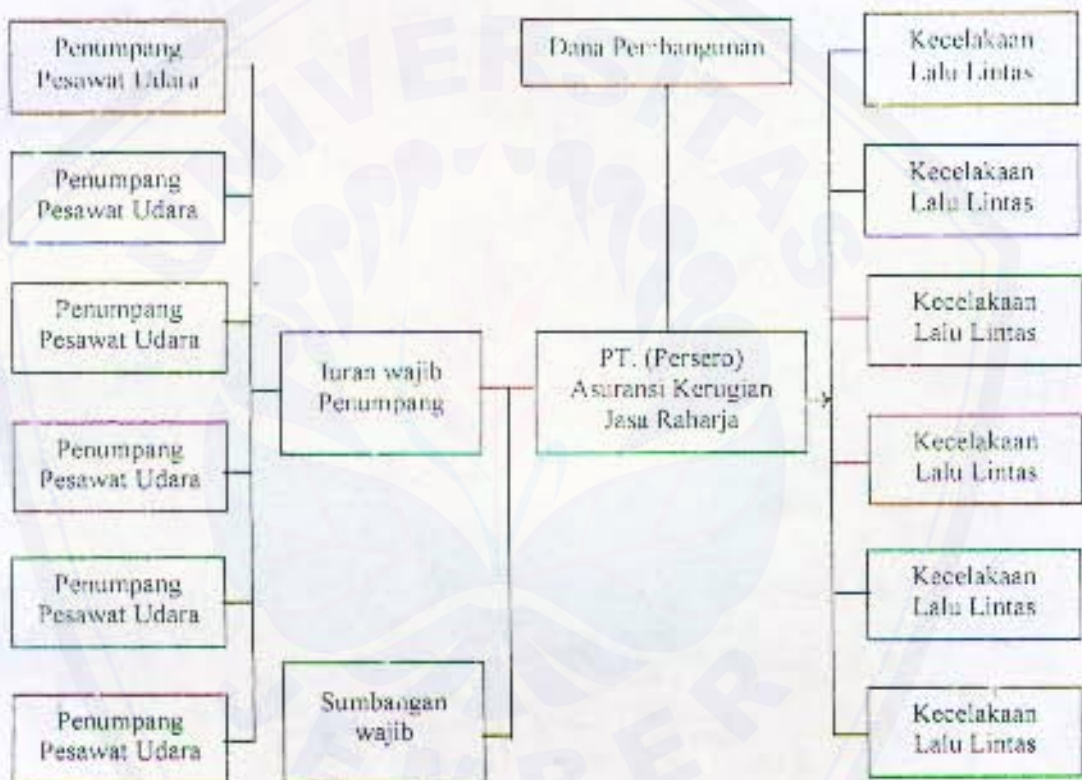 Penumpang
Pesawat Udara
Penumpang
Pesawat Udara
Penumpang
Pesawat Udara
Penumpang
Pesawat Udara
Penumpang
Pesawat Udara
Penumpang
Pesawat Udara
Iuran wajib
Penumpang
Sumbangan
wajib
Dana Pembangunan
PT. (Persero)
Asuransi Kerugian
Jasa Raharja
Kecelakaan
Lalu Lintas
Kecelakaan
Lalu Lintas
Kecelakaan
Lalu Lintas
Kecelakaan
Lalu Lintas
Kecelakaan
Lalu Lintas
Kecelakaan
Lalu Lintas
UNIVERSITAS